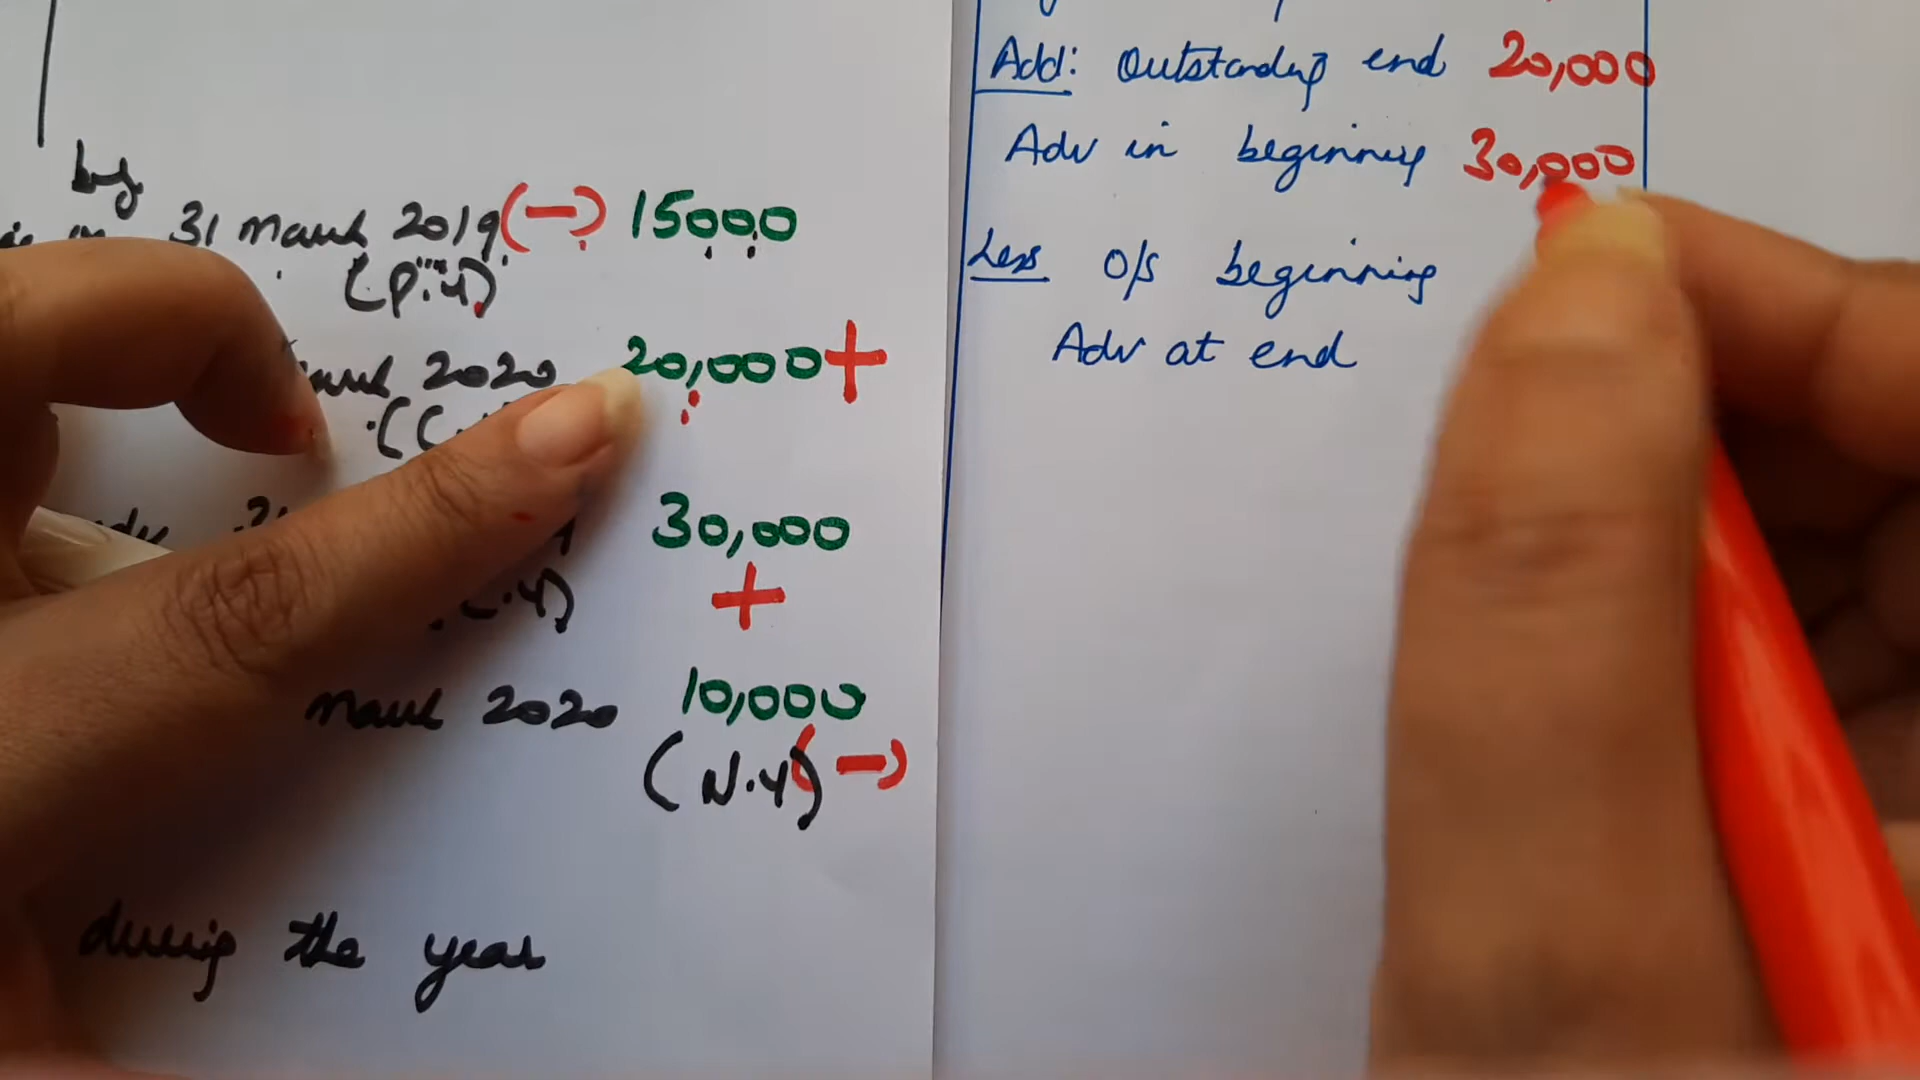 beg
31 March 2019 (-) 15000
(P.Y)
2020 20,000 +
30,000
+
March 2020 10,000
(N.Y) (-)
during the year
Add: Outstanding end 20,000
Adv in beginning 30,000
Less O/s beginning
Adv at end